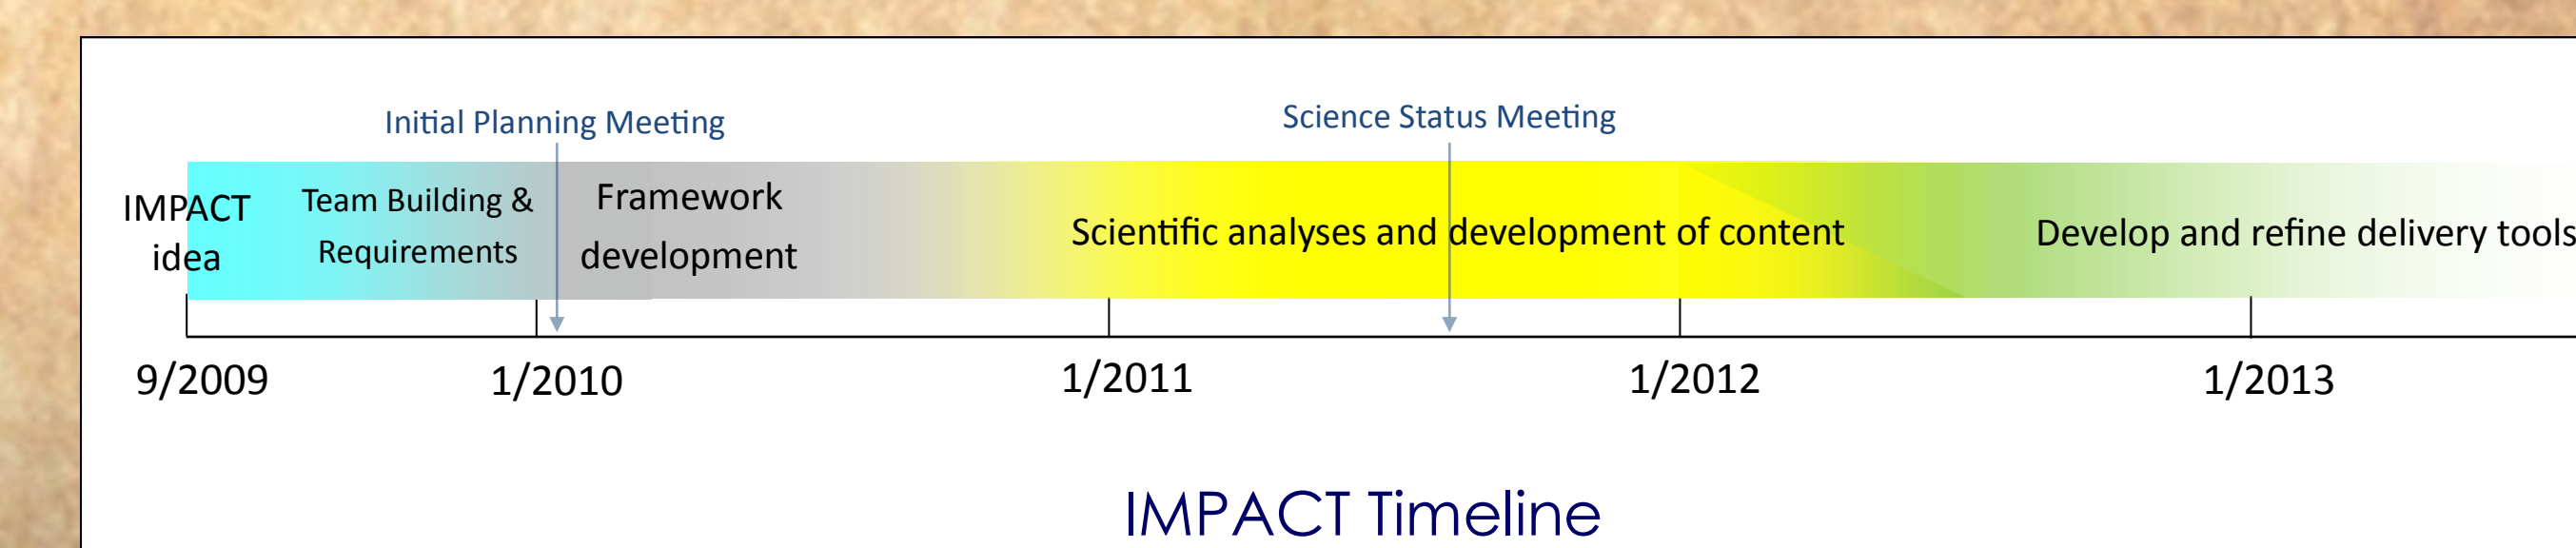 Initial Planning Meeting
Science Status Meeting
IMPACT
idea
Team Building &
Requirements
Framework
development
Scientific analyses and development of content
Develop and refine delivery tools
9/2009
1/2010
1/2011
1/2012
1/2013
IMPACT Timeline